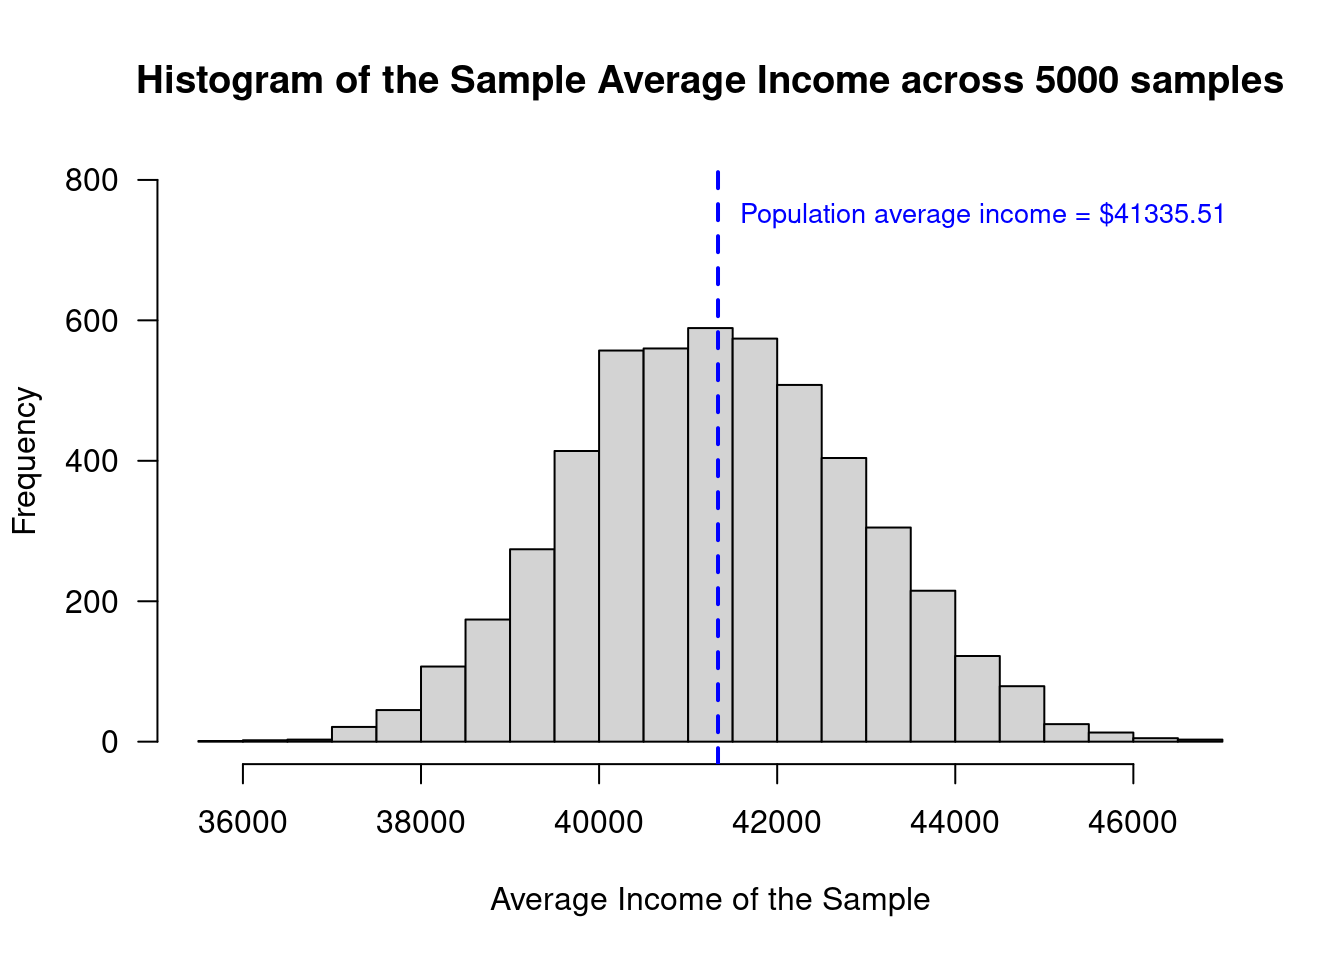 Histogram of the Sample Average Income across 5000 samples
800
Population average income = $41335.51
600
400
200
0
Frequency
36000 38000 40000 42000 44000 46000
Average Income of the Sample